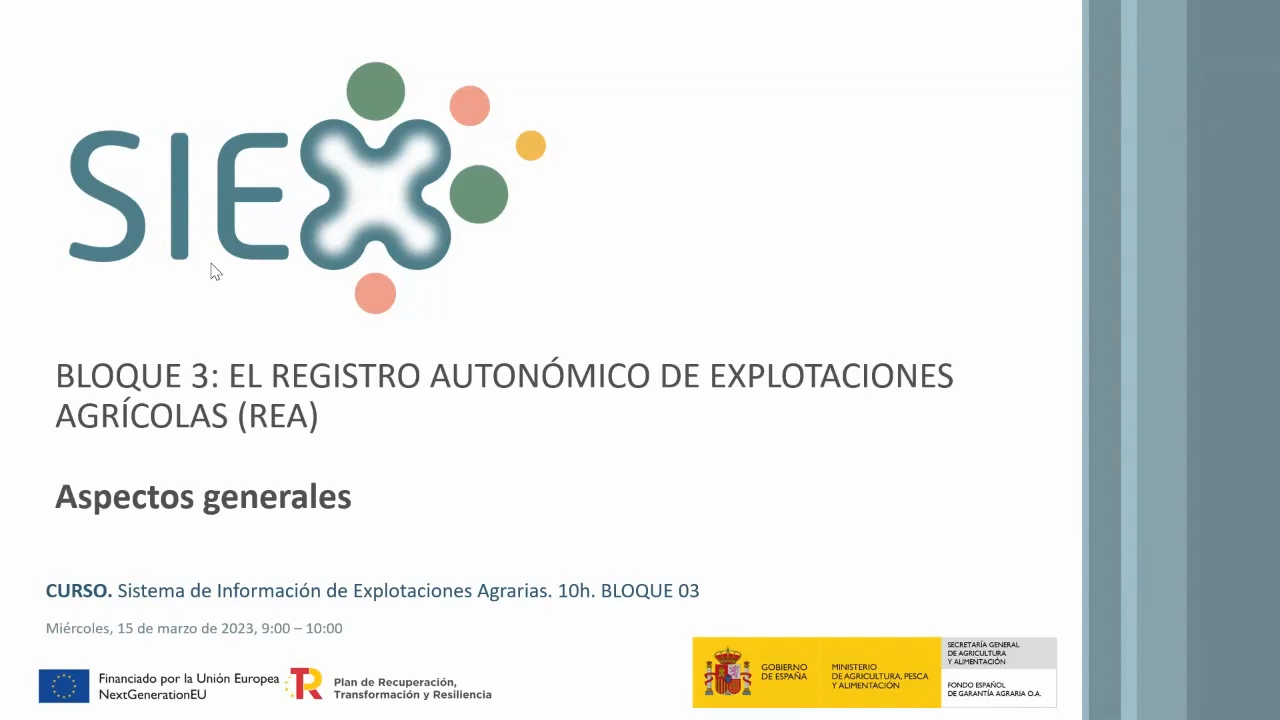 SIEX
BLOQUE 3: EL REGISTRO AUTONÓMICO DE EXPLOTACIONES
AGRÍCOLAS (REA)
Aspectos generales
CURSO. Sistema de Información de Explotaciones Agrarias. 10h. BLOQUE 03
Miércoles, 15 de marzo de 2023, 9:00 – 10:00
Financiado por la Unión Europea
NextGenerationEU
TR
Plan de Recuperación,
Transformación y Resiliencia
GOBIERNO
DE ESPAÑA
MINISTERIO
DE AGRICULTURA, PESCA
Y ALIMENTACIÓN
SECRETARÍA GENERAL
DE AGRICULTURA
Y ALIMENTACIÓN
FONDO ESPAÑOL
DE GARANTÍA AGRARIA O.A.